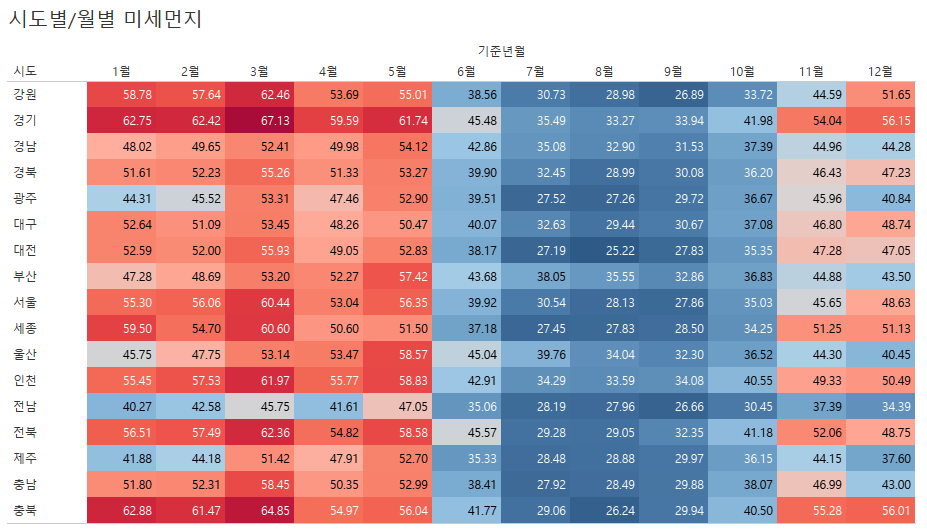 시도별/월별 미세먼지
기준년월
시도 1월 2월 3월 4월 5월 6월 7월 8월 9월 10월 11월 12월
강원 58.78 57.64 62.46 53.69 55.01 38.56 30.73 28.98 26.89 33.72 44.59 51.65
경기 62.75 62.42 67.13 59.59 61.74 45.48 35.49 33.27 33.94 41.98 54.04 56.15
경남 48.02 49.65 52.41 49.98 54.12 42.86 35.08 32.90 31.53 37.39 44.96 44.28
경북 51.61 52.23 55.26 51.33 53.27 39.90 32.45 28.99 30.08 36.20 46.43 47.23
광주 44.31 45.52 53.31 47.46 52.90 39.51 27.52 27.26 29.72 36.67 45.96 40.84
대구 52.64 51.09 53.45 48.26 50.47 40.07 32.63 29.44 30.67 37.08 46.80 48.74
대전 52.59 52.00 55.93 49.05 52.83 38.17 27.19 25.22 27.83 35.35 47.28 47.05
부산 47.28 48.69 53.20 52.27 57.42 43.68 38.05 35.55 32.86 36.83 44.88 43.50
서울 55.30 56.06 60.44 53.04 56.35 39.92 30.54 28.13 27.86 35.03 45.65 48.63
세종 59.50 54.70 60.60 50.60 51.50 37.18 27.45 27.83 28.50 34.25 51.25 51.13
울산 45.75 47.75 53.14 53.47 58.57 45.04 39.76 34.04 32.30 36.52 44.30 40.45
인천 55.45 57.53 61.97 55.77 58.83 42.91 34.29 33.59 34.08 40.55 49.33 50.49
전남 40.27 42.58 45.75 41.61 47.05 35.06 28.19 27.96 26.66 30.45 37.39 34.39
전북 56.51 57.49 62.36 54.82 58.58 45.57 29.28 29.05 32.35 41.18 52.06 48.75
제주 41.88 44.18 51.42 47.91 52.70 35.33 28.48 28.88 29.97 36.15 44.15 37.60
충남 51.80 52.31 58.45 50.35 52.99 38.41 27.92 28.49 29.88 38.07 46.99 43.00
충북 62.88 61.47 64.85 54.97 56.04 41.77 29.06 26.24 29.94 40.50 55.28 56.01